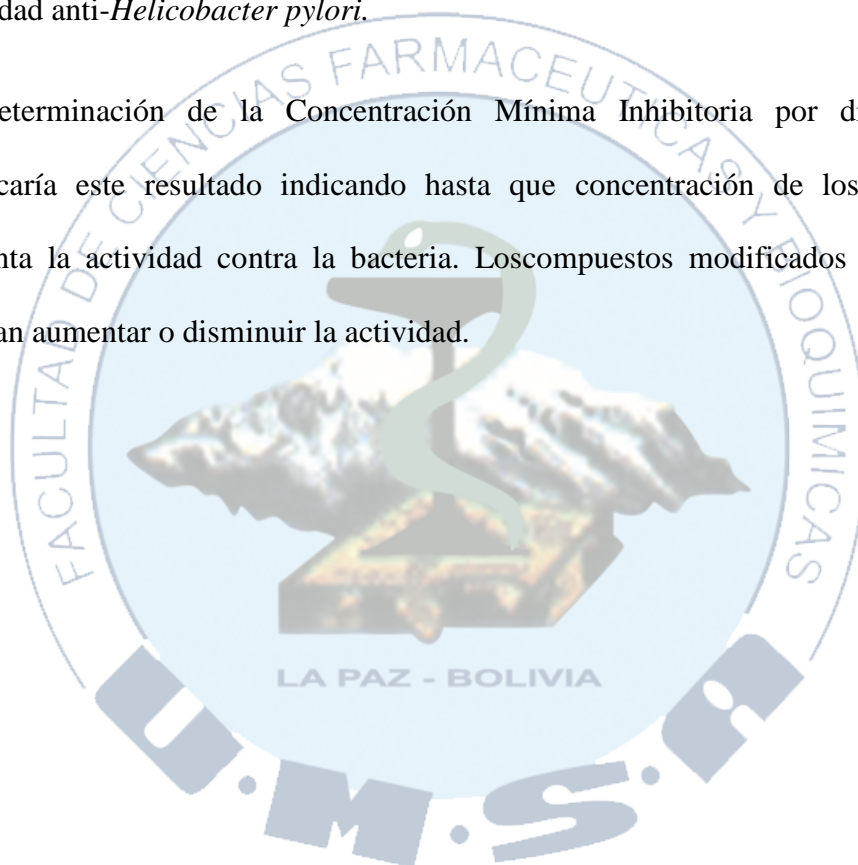 idad anti-Helicobacter pylori.
eterminación de la Concentración Mínima Inhibitoria por di
caría este resultado indicando hasta que concentración de los
nta la actividad contra la bacteria. Loscompuestos modificados
an aumentar o disminuir la actividad.
FACULTAD DE CIENCIAS FARMACEUTICAS Y BIOQUIMICAS
LA PAZ - BOLIVIA
U.M.S.A